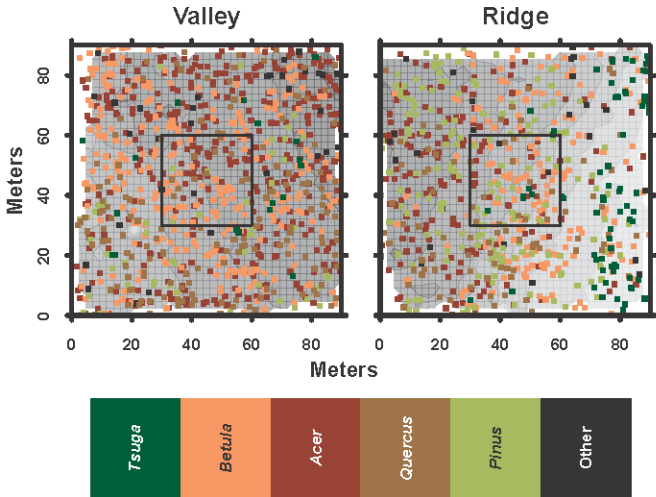 Valley Ridge
80
60
40
20
0
Meters
0 20 40 60 80 0 20 40 60 80
Meters
Tsuga Betula Acer Quercus Pinus Other